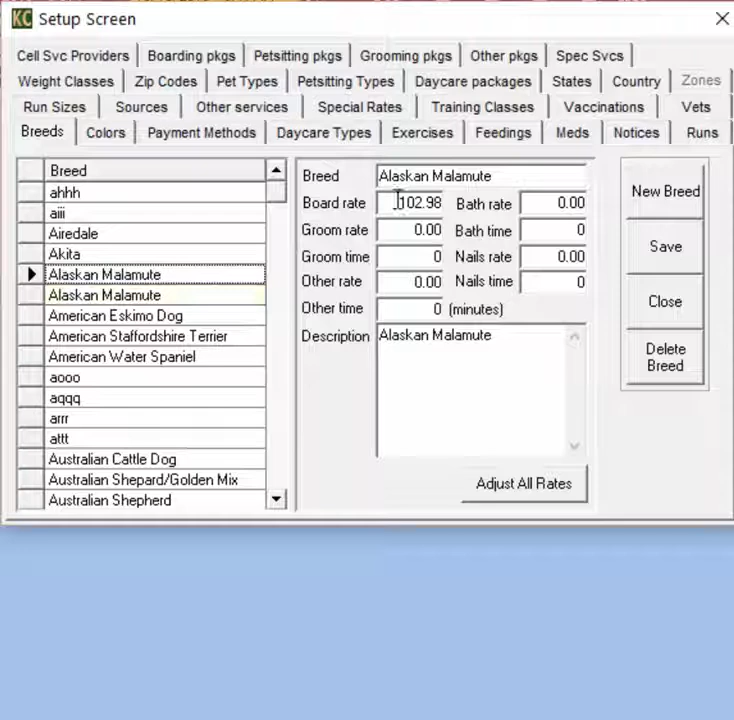 KC Setup Screen
Cell Svc Providers Boarding pkgs Petsitting pkgs Grooming pkgs Other pkgs Spec Svcs
Weight Classes Zip Codes Pet Types Petsitting Types Daycare packages States Country Zones
Run Sizes Sources Other services Special Rates Training Classes Vaccinations Vets
Breeds Colors Payment Methods Daycare Types Exercises Feedings Meds Notices Runs
Breed
ahhh
aiii
Airedale
Akita
Alaskan Malamute
Alaskan Malamute
American Eskimo Dog
American Staffordshire Terrier
American Water Spaniel
aooo
aqqq
arrr
attt
Australian Cattle Dog
Australian Shepard/Golden Mix
Australian Shepherd
Breed Alaskan Malamute
Board rate 102.98 Bath rate 0.00
Groom rate 0.00 Bath time 0
Groom time 0 Nails rate 0.00
Other rate 0.00 Nails time 0
Other time 0 (minutes)
Description Alaskan Malamute
Adjust All Rates
New Breed
Save
Close
Delete
Breed